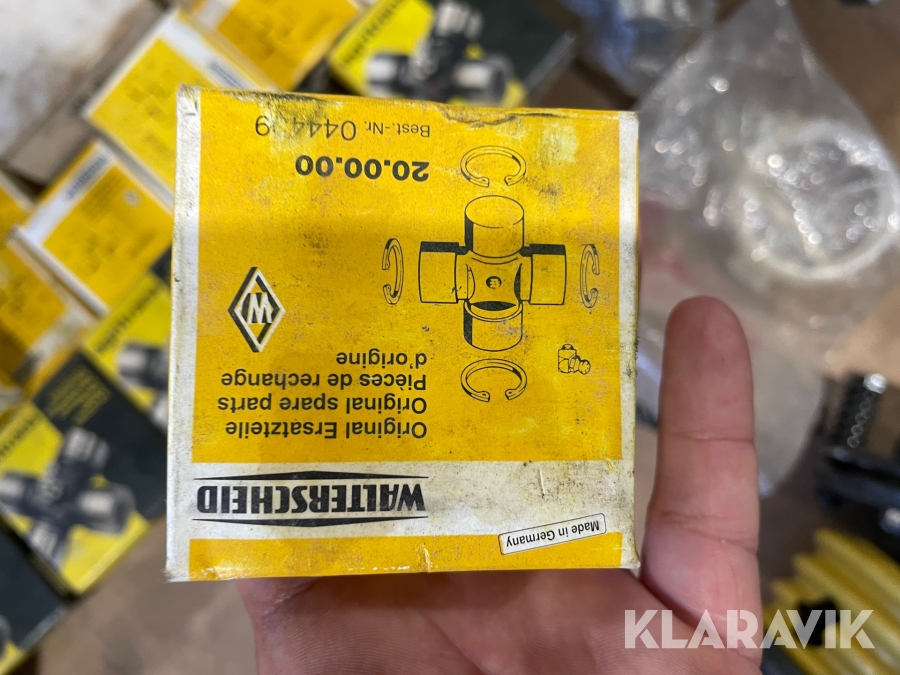 Made in Germany
WALTERSCHEID
Original Ersatzteile
Original spare parts
Pièces de rechange
d'origine
W
20.00.00
Best.-Nr.
KLARAVIK